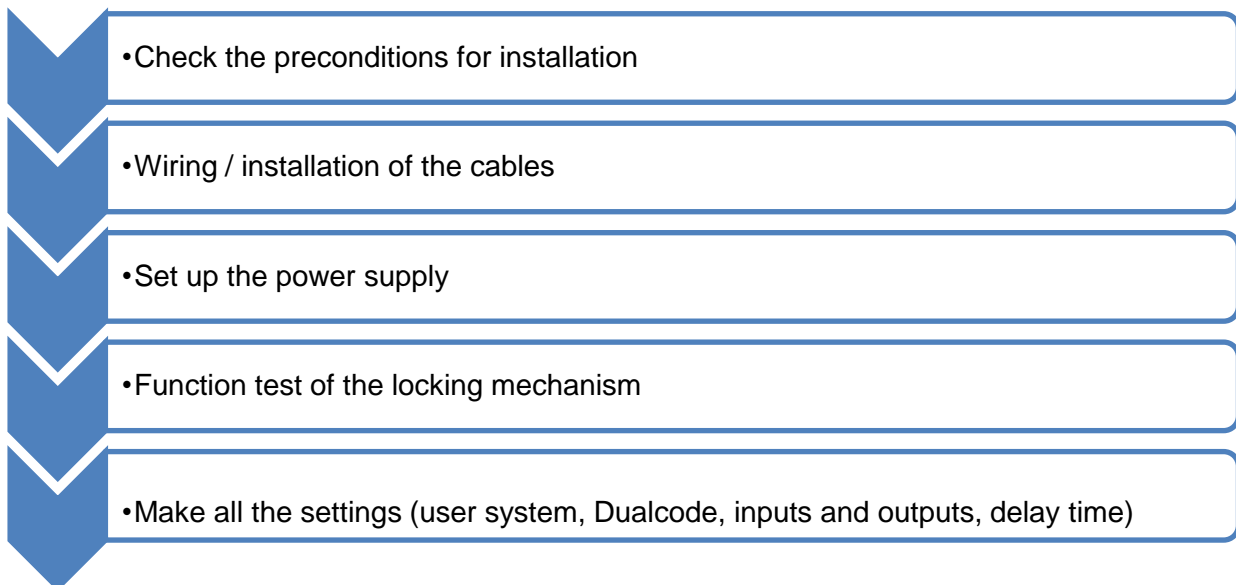 •Check the preconditions for installation
•Wiring / installation of the cables
•Set up the power supply
•Function test of the locking mechanism
•Make all the settings (user system, Dualcode, inputs and outputs, delay time)